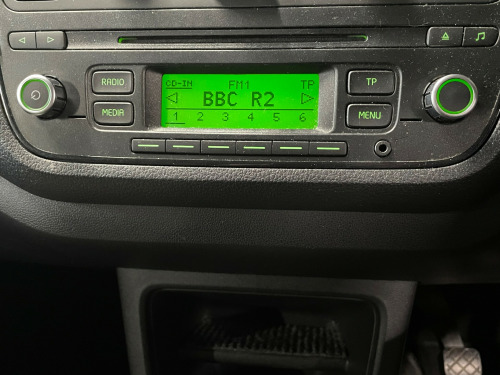 RADIO
MEDIA
CD-IN FM1 TP
BBC R2
1 2 3 4 5 6
TP
MENU